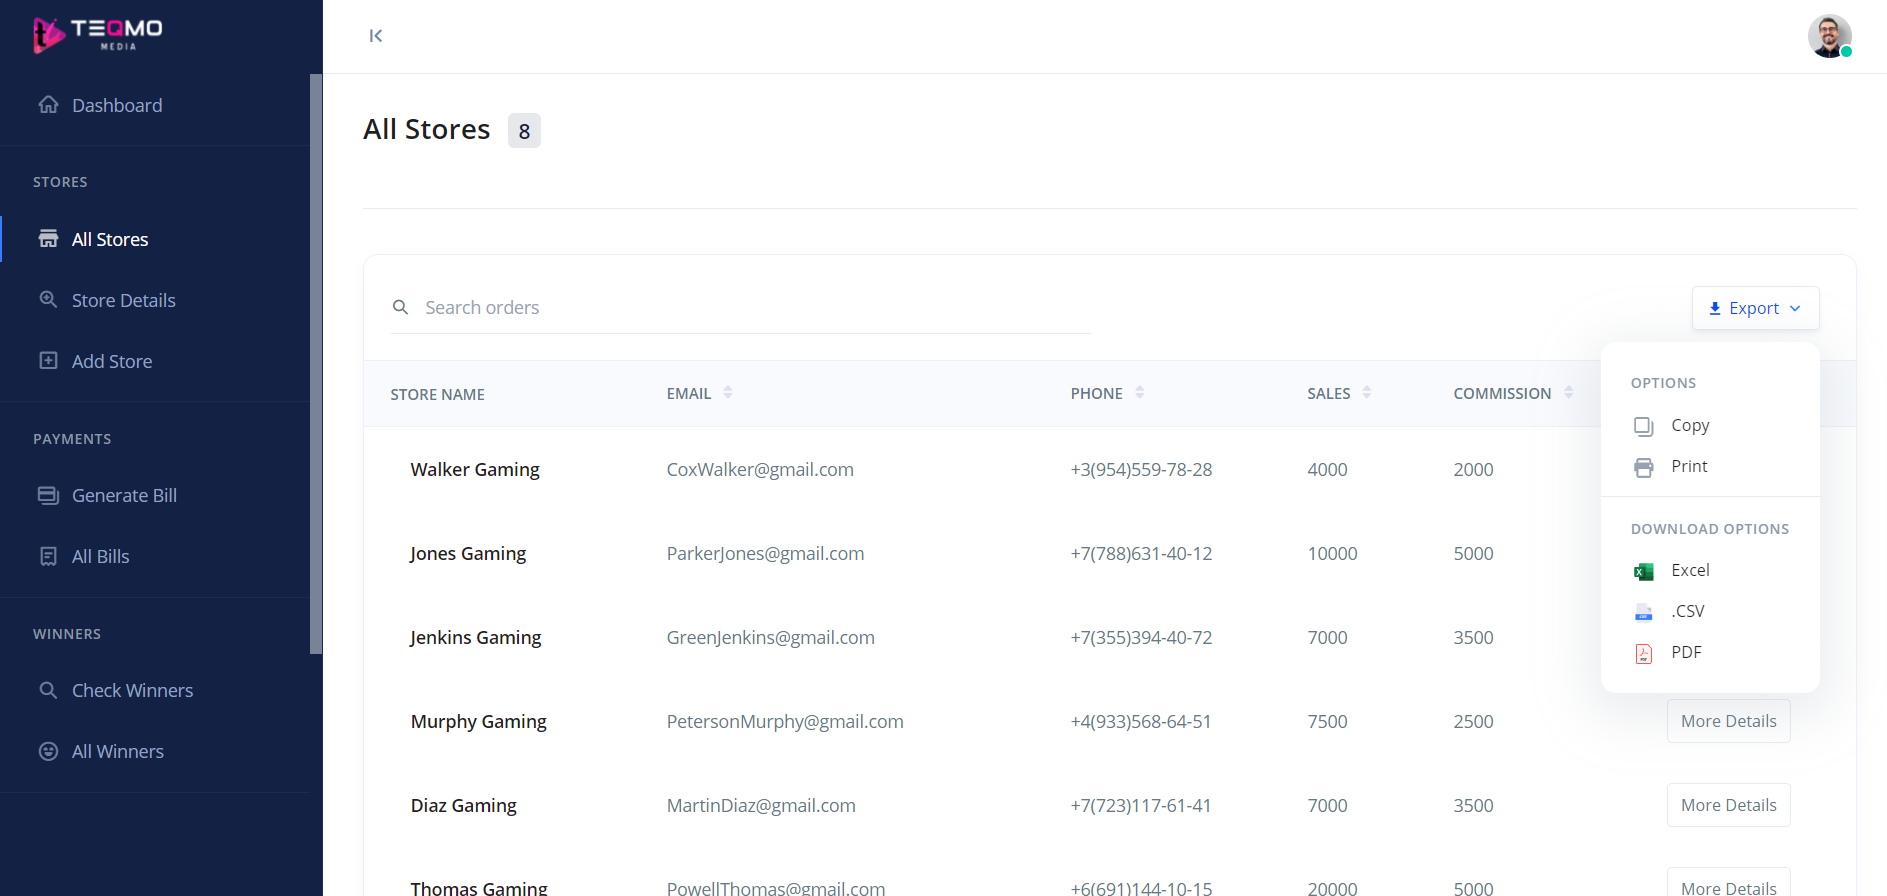 TEQMO
MEDIA
Dashboard
STORES
All Stores
Store Details
Add Store
PAYMENTS
Generate Bill
All Bills
WINNERS
Check Winners
All Winners
All Stores 8
Search orders
Export
OPTIONS
Copy
Print
DOWNLOAD OPTIONS
Excel
.CSV
PDF
STORE NAME EMAIL PHONE SALES COMMISSION
Walker Gaming CoxWalker@gmail.com +3(954)559-78-28 4000 2000
Jones Gaming ParkerJones@gmail.com +7(788)631-40-12 10000 5000
Jenkins Gaming GreenJenkins@gmail.com +7(355)394-40-72 7000 3500
Murphy Gaming PetersonMurphy@gmail.com +4(933)568-64-51 7500 2500 More Details
Diaz Gaming MartinDiaz@gmail.com +7(723)117-61-41 7000 3500 More Details
Thomas Gaming PowellThomas@gmail.com +6(691)144-10-15 20000 5000 More Details